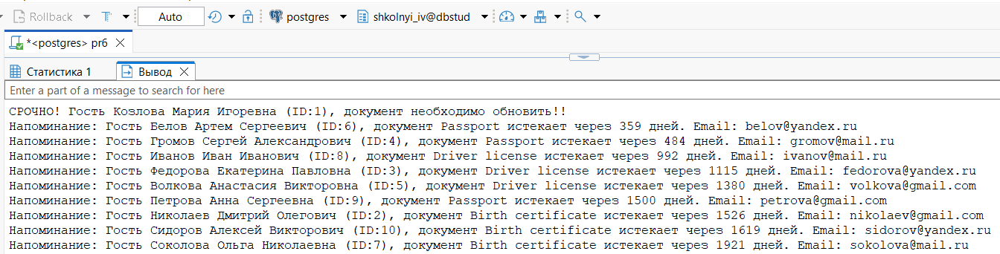 Rollback Auto postgres shkolnyi_iv@dbstud
*<postgres> pr6
Статистика 1 Вывод
Enter a part of a message to search for here
СРОЧНО! Гость Козлова Мария Игоревна (ID:1), документ необходимо обновить!!
Напоминание: Гость Белов Артем Сергеевич (ID:6), документ Passport истекает через 359 дней. Email: belov@yandex.ru
Напоминание: Гость Громов Сергей Александрович (ID:4), документ Passport истекает через 484 дней. Email: gromov@mail.ru
Напоминание: Гость Иванов Иван Иванович (ID:8), документ Driver license истекает через 992 дней. Email: ivanov@mail.ru
Напоминание: Гость Федорова Екатерина Павловна (ID:3), документ Driver license истекает через 1115 дней. Email: fedorova@yandex.ru
Напоминание: Гость Волкова Анастасия Викторовна (ID:5), документ Driver license истекает через 1380 дней. Email: volkova@gmail.com
Напоминание: Гость Петрова Анна Сергеевна (ID:9), документ Passport истекает через 1500 дней. Email: petrova@gmail.com
Напоминание: Гость Николаев Дмитрий Олегович (ID:2), документ Birth certificate истекает через 1526 дней. Email: nikolaev@gmail.com
Напоминание: Гость Сидоров Алексей Викторович (ID:10), документ Birth certificate истекает через 1619 дней. Email: sidorov@yandex.ru
Напоминание: Гость Соколова Ольга Николаевна (ID:7), документ Birth certificate истекает через 1921 дней. Email: sokolova@mail.ru